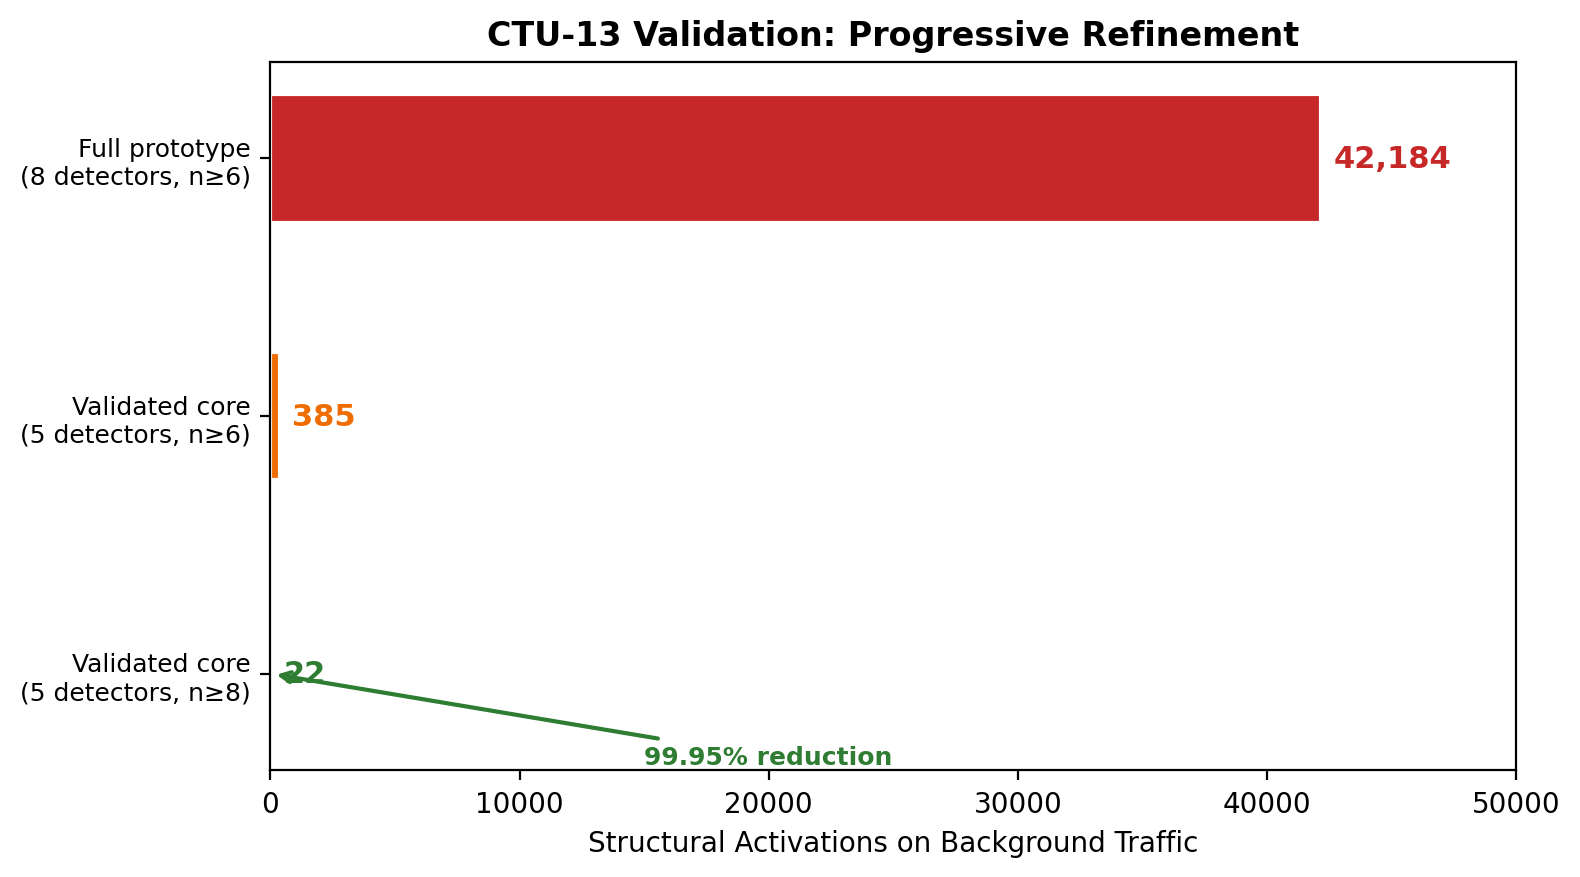 CTU-13 Validation: Progressive Refinement
Full prototype
(8 detectors, n≥6)
42,184
Validated core
(5 detectors, n≥6)
385
Validated core
(5 detectors, n≥8)
22
99.95% reduction
0
10000
20000
30000
40000
50000
Structural Activations on Background Traffic